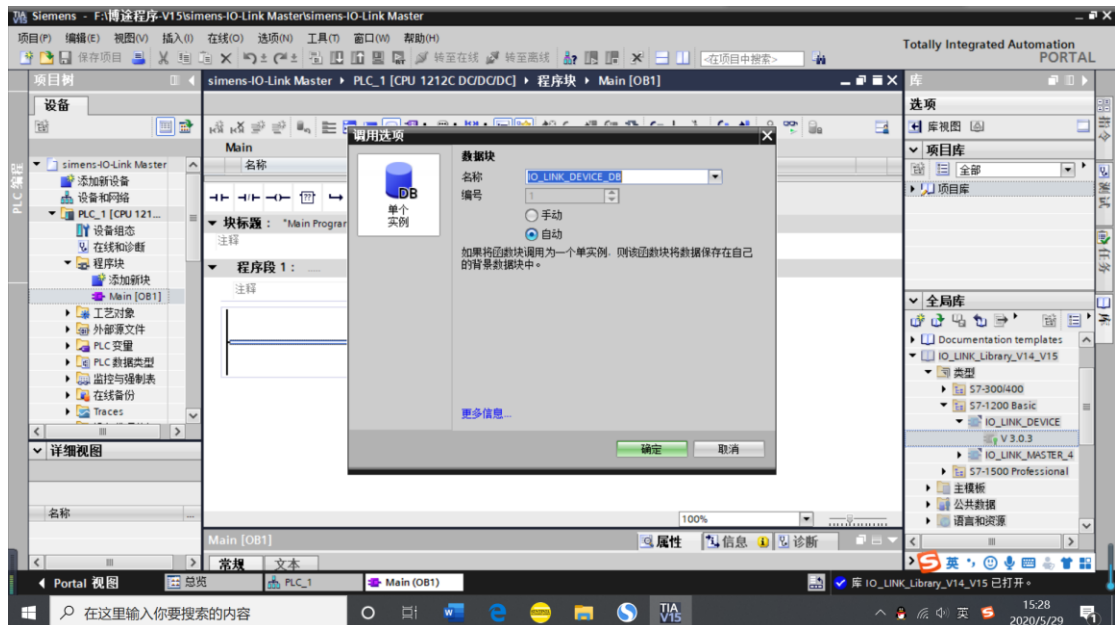 Siemens - F:\博途程序-V15\simens-IO-Link Master\simens-IO-Link Master
项目(P) 编辑(E) 视图(V) 插入(I) 在线(O) 选项(N) 工具(T) 窗口(W) 帮助(H)
Totally Integrated Automation
PORTAL
保存项目 转至在线 转至离线 <在项目中搜索>
项目树
设备
simens-IO-Link Master
添加新设备
设备和网络
PLC_1 [CPU 121...
设备组态
在线和诊断
程序块
添加新块
Main [OB1]
工艺对象
外部源文件
PLC 变量
PLC 数据类型
监控与强制表
在线备份
Traces
详细视图
名称
PLC 编程
simens-IO-Link Master PLC_1 [CPU 1212C DC/DC/DC] 程序块 Main [OB1]
Main
名称
块标题： "Main Progran
注释
程序段 1： ......
注释
调用选项
DB
单个
实例
数据块
名称 IO_LINK_DEVICE_DB
编号 1
手动
自动
如果将函数块调用为一个单实例，则该函数块将数据保存在自己
的背景数据块中。
更多信息...
确定 取消
100%
Main [OB1]
属性 信息 诊断
常规 文本
库
选项
库视图
项目库
全部
项目库
全局库
Documentation templates
IO_LINK_Library_V14_V15
类型
S7-300/400
S7-1200 Basic
IO_LINK_DEVICE
V 3.0.3
IO_LINK_MASTER_4
S7-1500 Professional
主模板
公共数据
语言和资源
任务
英
Portal 视图 总览 PLC_1 Main (OB1)
库 IO_LINK_Library_V14_V15 已打开。
在这里输入你要搜索的内容
TIA
V15
英
15:28
2020/5/29